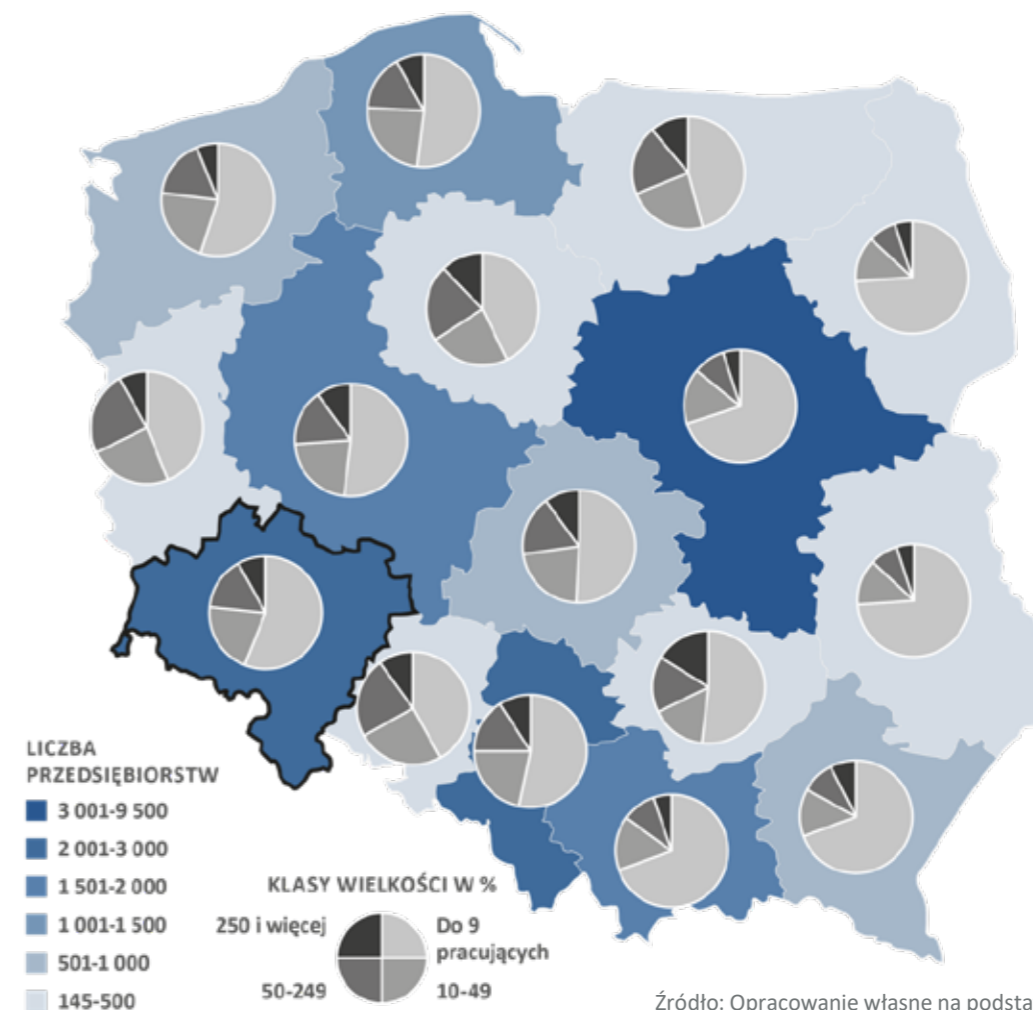 LICZBA
PRZEDSIĘBIORSTW
3 001-9 500
2 001-3 000
1 501-2 000
1 001-1 500
501-1 000
145-500
KLASY WIELKOŚCI W %
250 i więcej
Do 9
pracujących
50-249
10-49
Źródło: Opracowanie własne na podsta